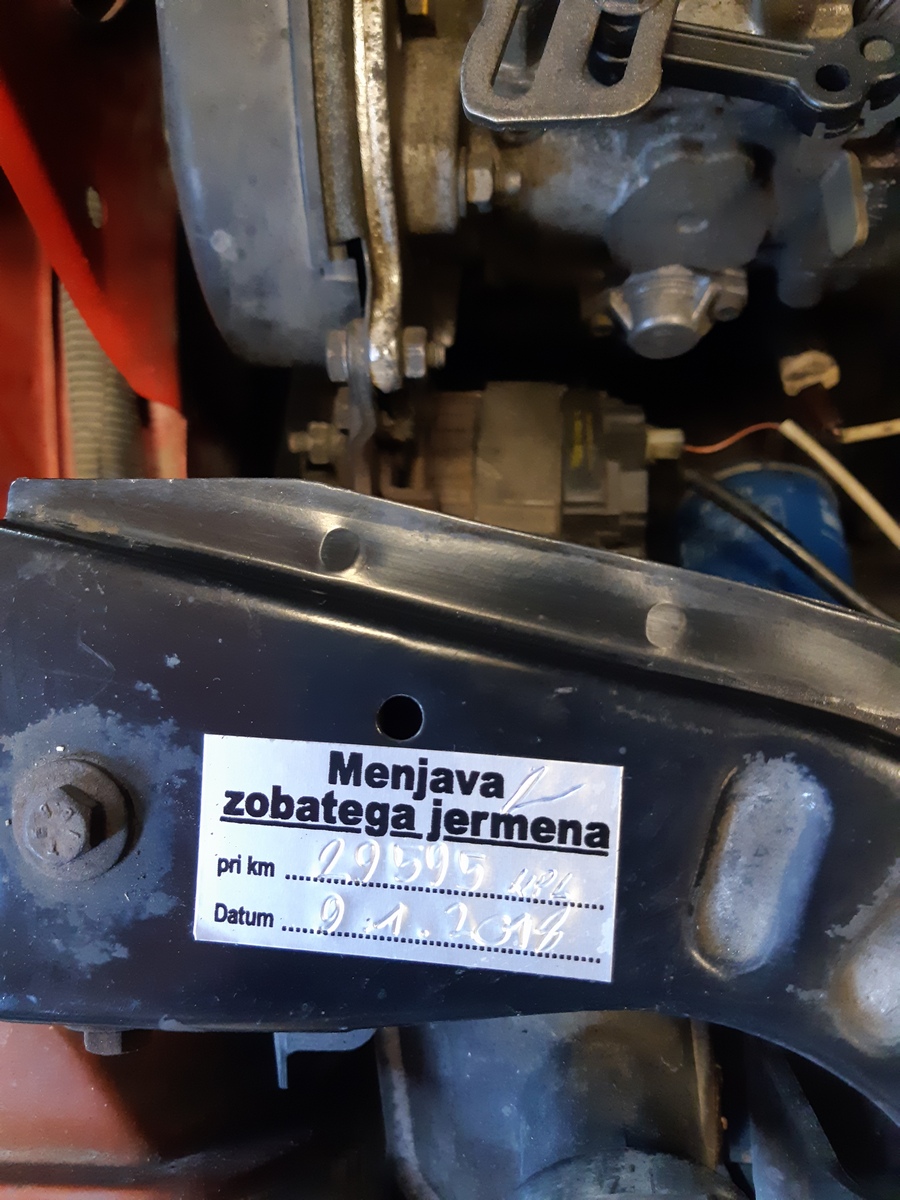 Menjava
zobatega jermena
pri km ........29595........
Datum .....9.1.2018........